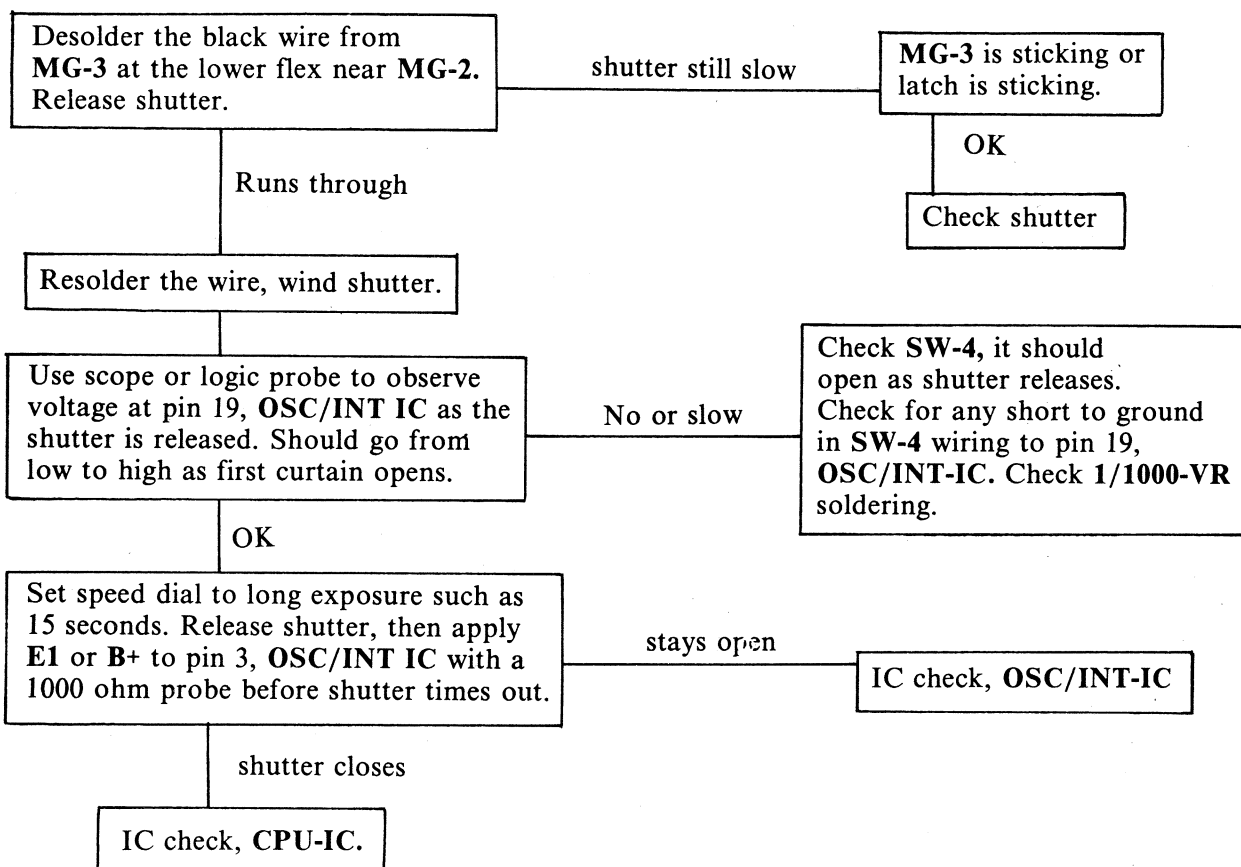 Desolder the black wire from
MG-3 at the lower flex near MG-2.
Release shutter.
shutter still slow
MG-3 is sticking or
latch is sticking.
OK
Check shutter
Runs through
Resolder the wire, wind shutter.
Use scope or logic probe to observe
voltage at pin 19, OSC/INT IC as the
shutter is released. Should go from
low to high as first curtain opens.
No or slow
Check SW-4, it should
open as shutter releases.
Check for any short to ground
in SW-4 wiring to pin 19,
OSC/INT-IC. Check 1/1000-VR
soldering.
OK
Set speed dial to long exposure such as
15 seconds. Release shutter, then apply
E1 or B+ to pin 3, OSC/INT IC with a
1000 ohm probe before shutter times out.
stays open
IC check, OSC/INT-IC
shutter closes
IC check, CPU-IC.